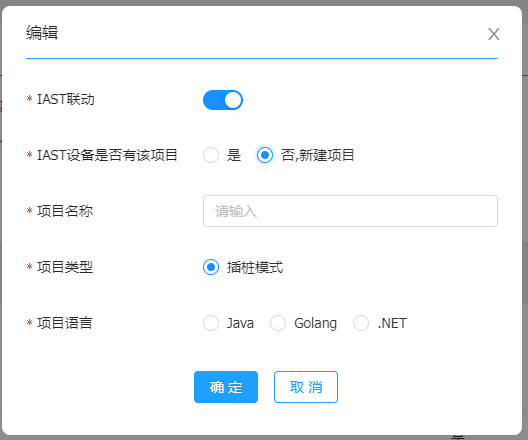 编辑
* IAST联动
* IAST设备是否有该项目 是 否,新建项目
* 项目名称 请输入
* 项目类型 插桩模式
* 项目语言 Java Golang .NET
确 定 取 消